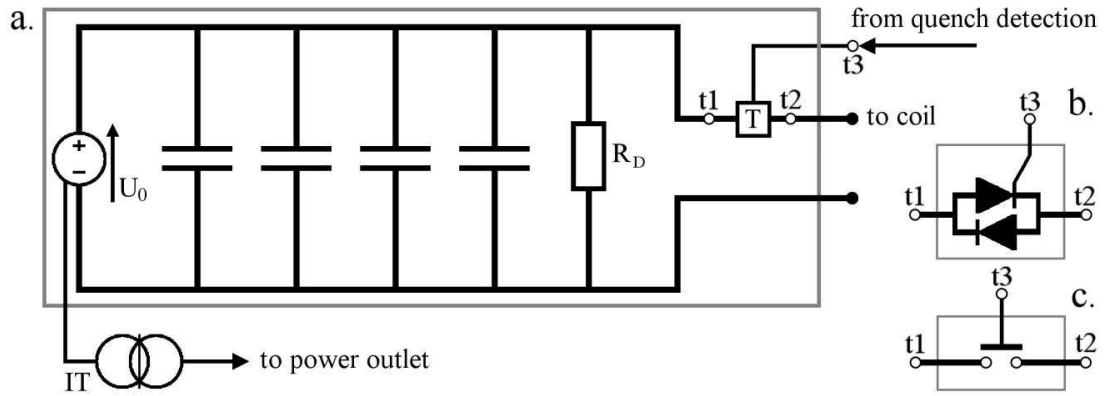 a.
from quench detection
t3
t1
T
t2
to coil
+
−
U0
RD
b.
t3
t1
t2
c.
t3
t1
t2
IT
to power outlet